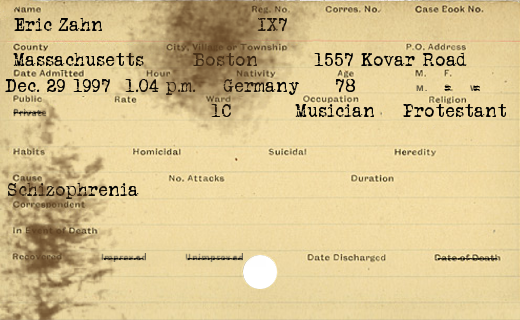 Name Reg. No. Corres. No. Case Book No.
Eric Zahn IX7
County City, Village or Township P.O. Address
Massachusetts Boston 1557 Kovar Road
Date Admitted Hour Nativity Age M. F.
Dec. 29 1997 1.04 p.m. Germany 78 M. S. W.
Public Rate Ward Occupation Religion
Private 1C Musician Protestant
Habits Homicidal Suicidal Heredity
Cause No. Attacks Duration
Schizophrenia
Correspondent
In Event of Death
Recovered Improved Unimproved Date Discharged Date of Death